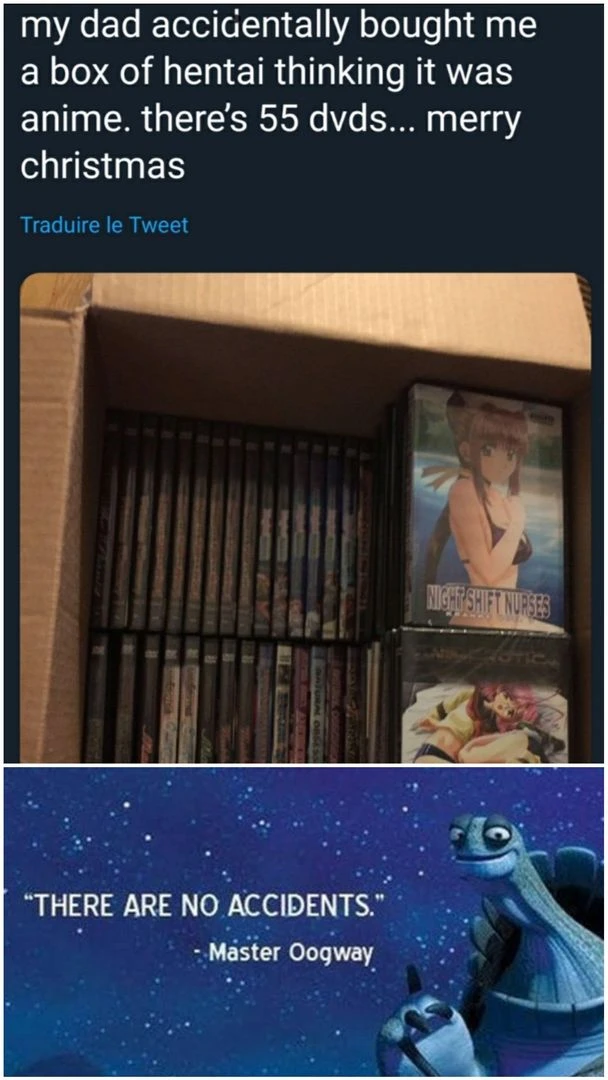 my dad accidentally bought me
a box of hentai thinking it was
anime. there's 55 dvds... merry
christmas
Traduire le Tweet
NIGHT SHIFT NURSES
"THERE ARE NO ACCIDENTS."
- Master Oogway